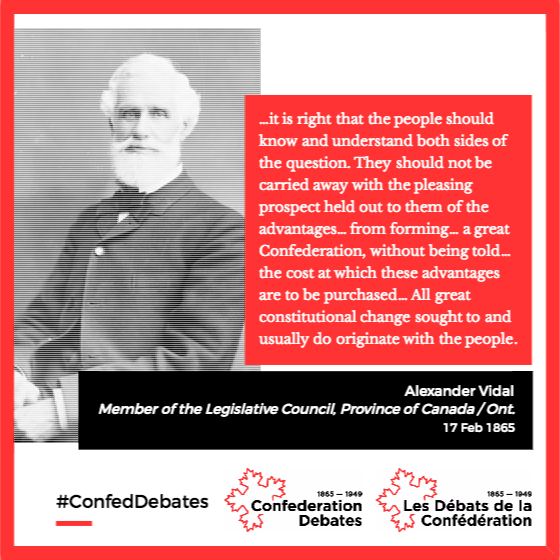 ...it is right that the people should
know and understand both sides of
the question. They should not be
carried away with the pleasing
prospect held out to them of the
advantages... from forming... a great
Confederation, without being told...
the cost at which these advantages
are to be purchased... All great
constitutional change sought to and
usually do originate with the people.
Alexander Vidal
Member of the Legislative Council, Province of Canada / Ont.
17 Feb 1865
#ConfedDebates
1865 — 1949
Confederation
Debates
1865 — 1949
Les Débats de la
Confédération